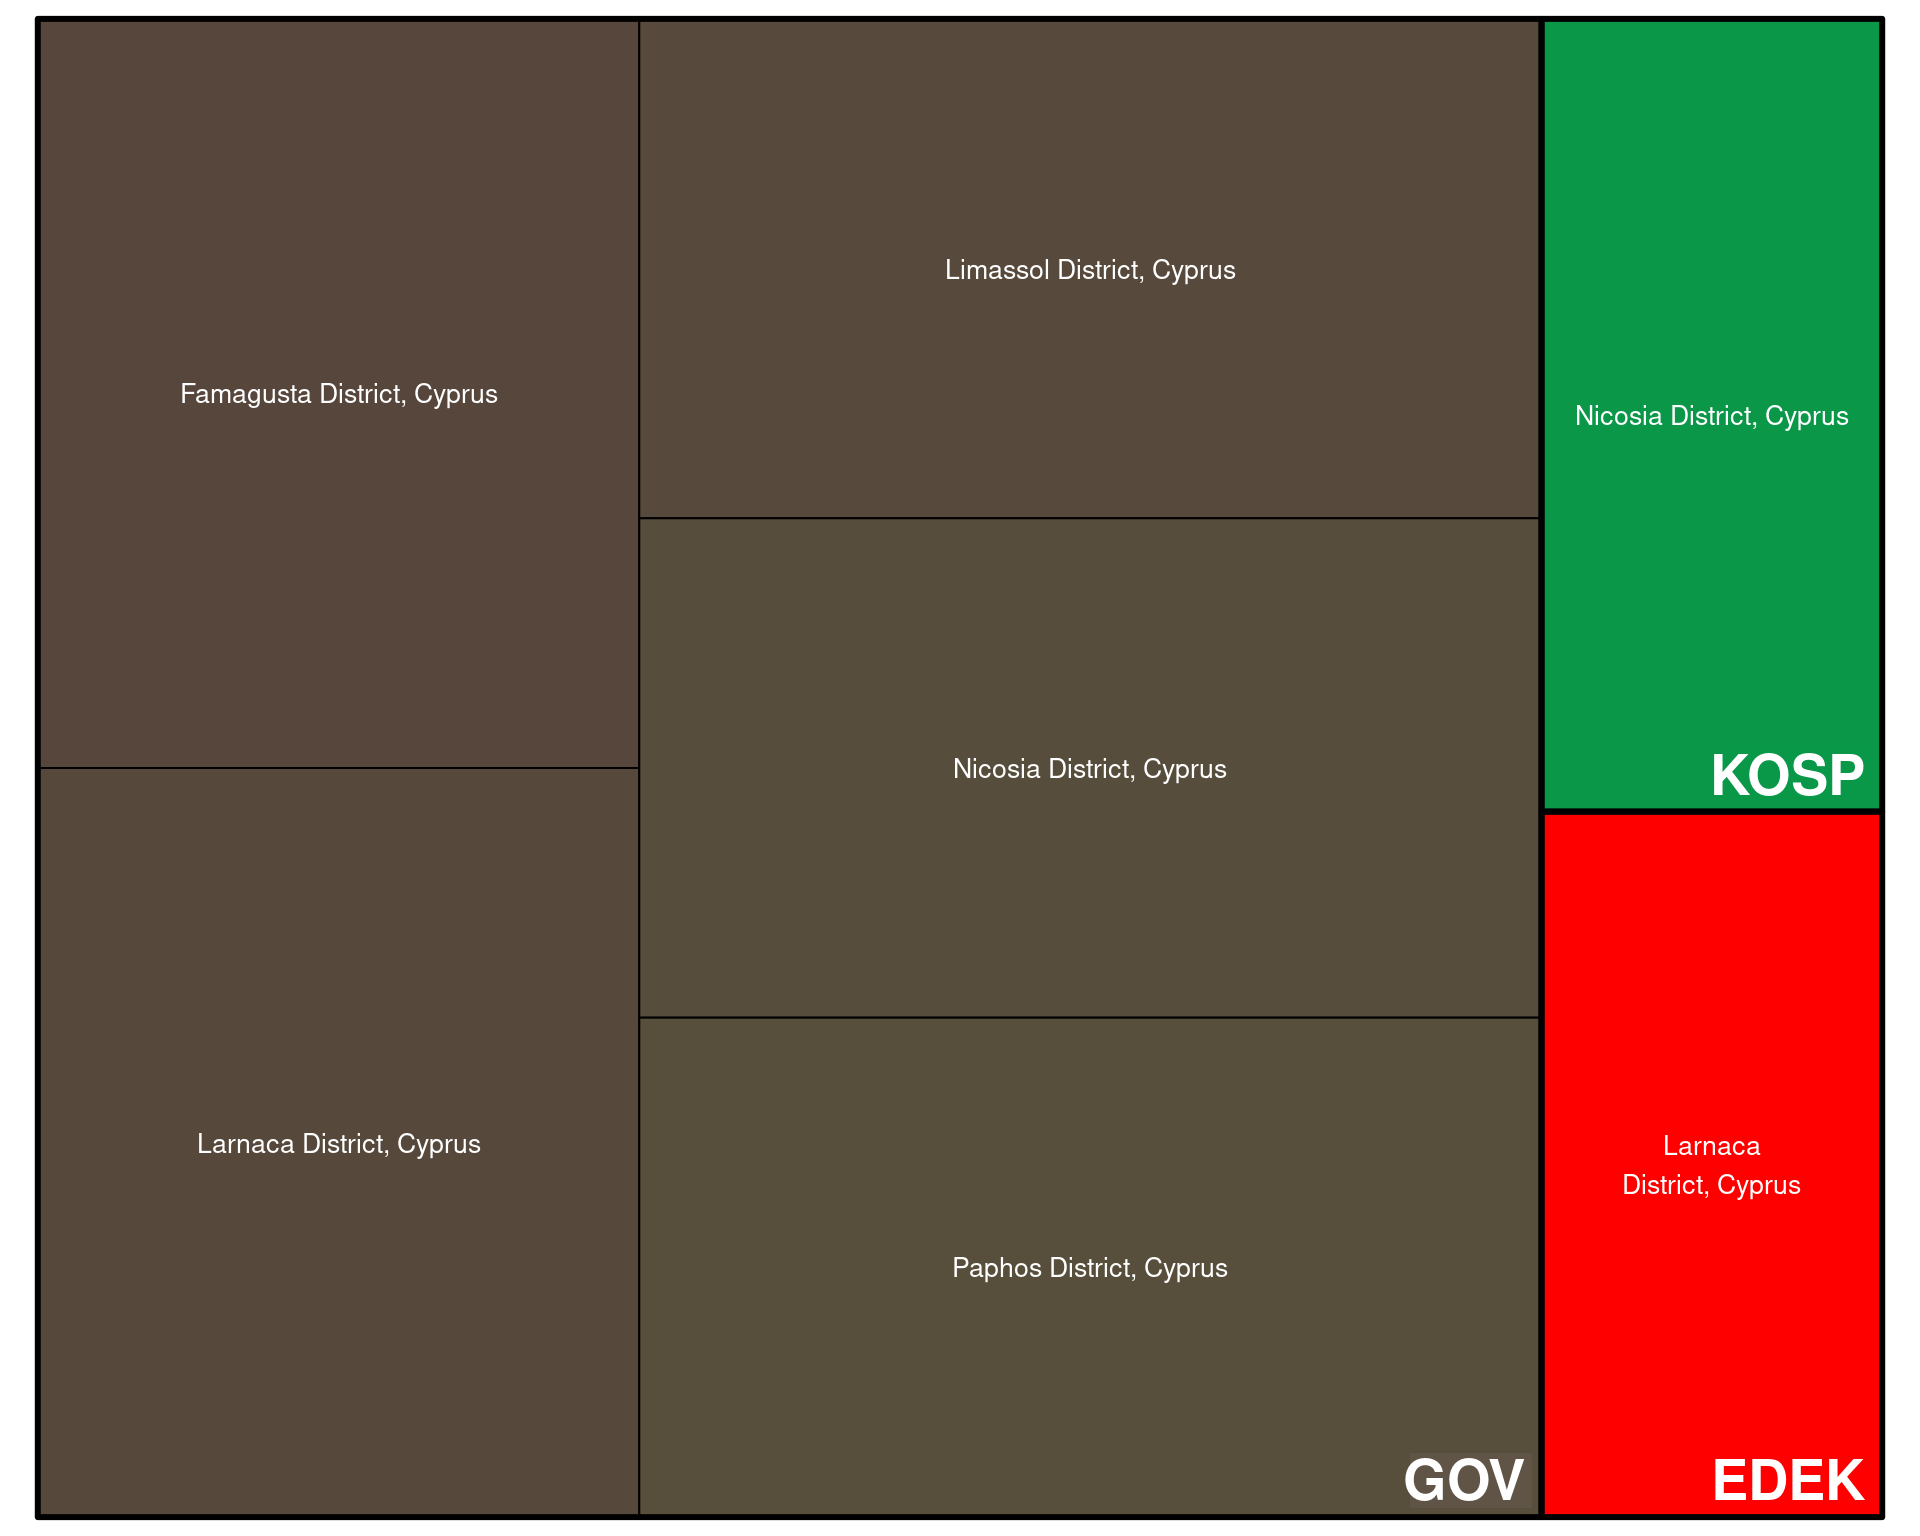 Famagusta District, Cyprus
Larnaca District, Cyprus
Limassol District, Cyprus
Nicosia District, Cyprus
Paphos District, Cyprus
GOV
Nicosia District, Cyprus
KOSP
Larnaca
District, Cyprus
EDEK